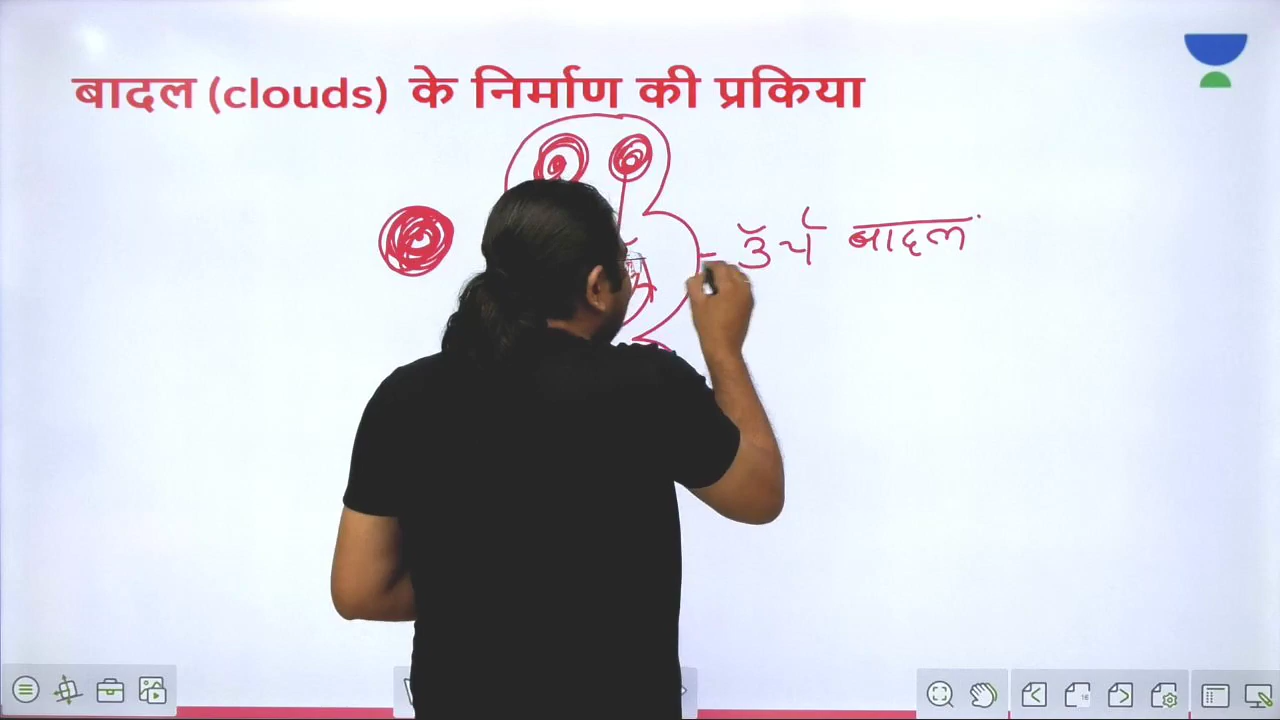 बादल (clouds) के निर्माण की प्रकिया
बादल